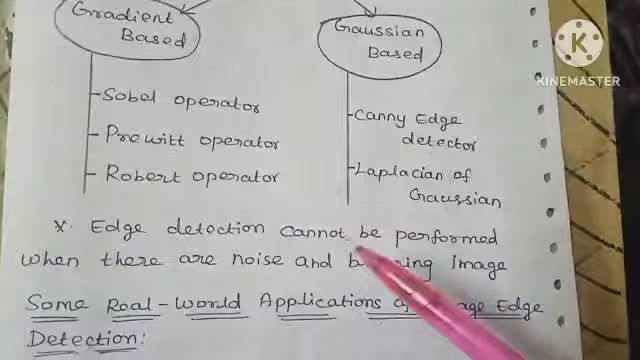 Gradient Based
Gaussian Based
Sobel operator
Prewitt operator
Robert operator
Canny Edge detector
Laplacian of Gaussian
x. Edge detection cannot be performed
when there are noise and image
Some Real-World Applications Edge
Detection:
K
KINEMASTER